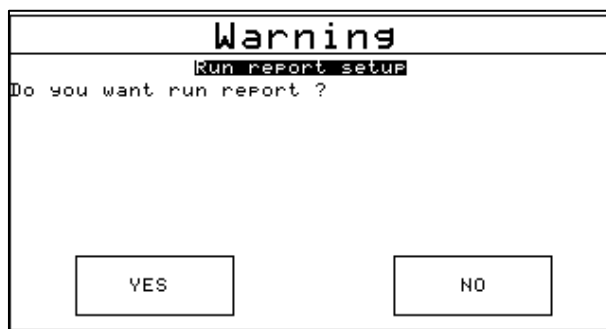 Warning
Run report setup
Do you want run report ?
YES
NO